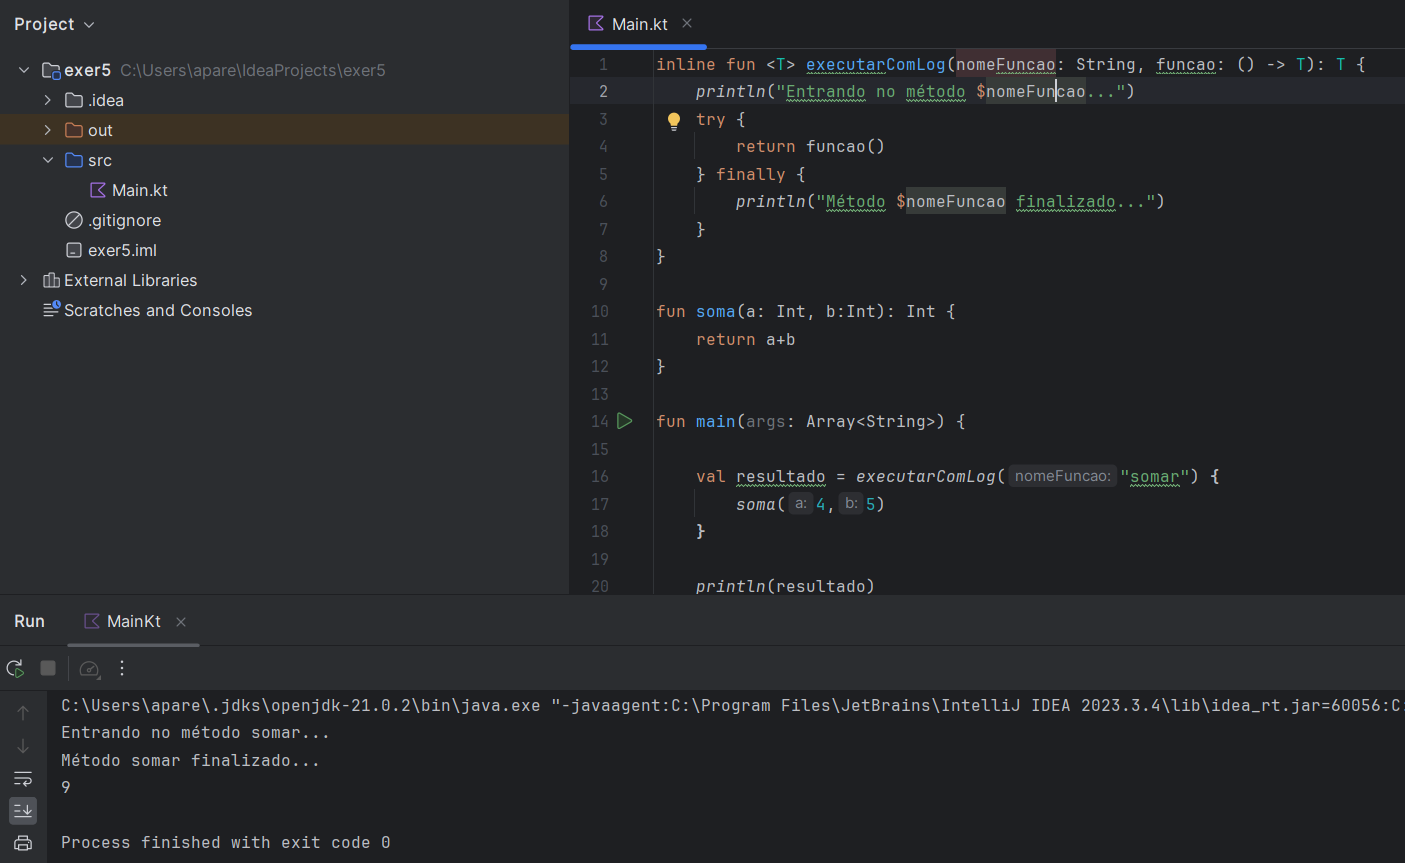 Project
exer5 C:\Users\apare\IdeaProjects\exer5
.idea
out
src
Main.kt
.gitignore
exer5.iml
External Libraries
Scratches and Consoles
Main.kt
1 inline fun <T> executarComLog(nomeFuncao: String, funcao: () -> T): T {
2 println("Entrando no método $nomeFuncao...")
3 try {
4 return funcao()
5 } finally {
6 println("Método $nomeFuncao finalizado...")
7 }
8 }
9
10 fun soma(a: Int, b:Int): Int {
11 return a+b
12 }
13
14 fun main(args: Array<String>) {
15
16 val resultado = executarComLog( nomeFuncao: "somar") {
17 soma( a: 4, b: 5)
18 }
19
20 println(resultado)
Run MainKt
C:\Users\apare\.jdks\openjdk-21.0.2\bin\java.exe "-javaagent:C:\Program Files\JetBrains\IntelliJ IDEA 2023.3.4\lib\idea_rt.jar=60056:C:
Entrando no método somar...
Método somar finalizado...
9
Process finished with exit code 0